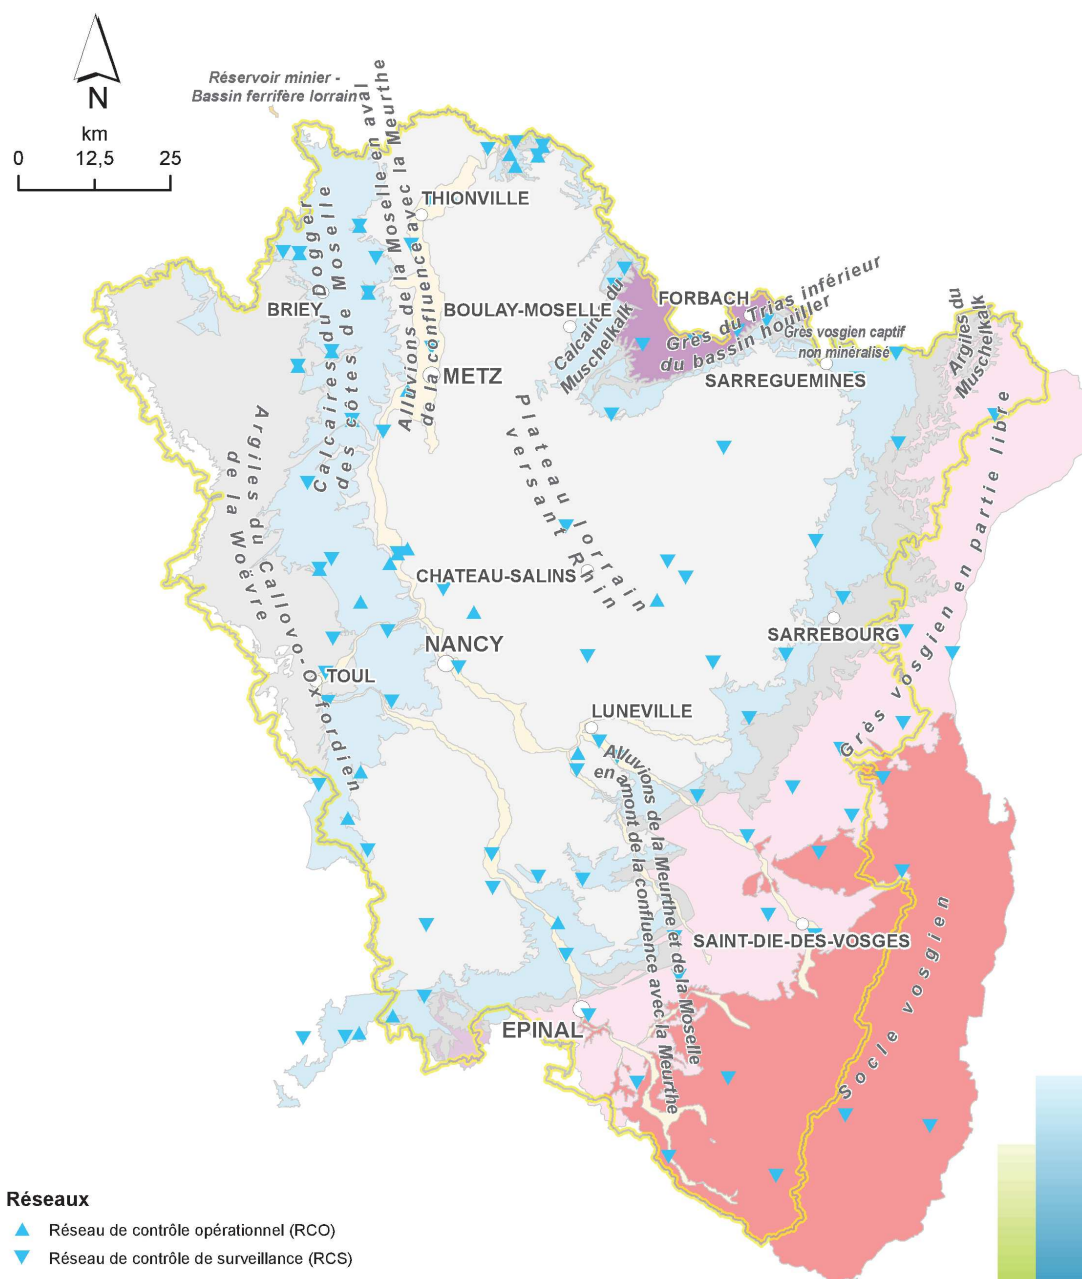 Réservoir minier -
Bassin ferrifère lorrain
N
km
0 12,5 25
Alluvions de la Moselle en aval
de la confluence avec la Meurthe
THIONVILLE
Calcaires du Dogger
des côtes de Moselle
BRIEY
BOULAY-MOSELLE
Calcaire du
Muschelkalk
FORBACH
Grès du Trias inférieur
du bassin houiller
Grès vosgien captif
non minéralisé
Argiles du
Muschelkalk
METZ
SARREGUEMINES
Argiles du Callovo-Oxfordien
de la Woëvre
Plateau lorrain
versant Rhin
Grès vosgien en partie libre
CHATEAU-SALINS
SARREBOURG
NANCY
TOUL
LUNEVILLE
Alluvions de la Meurthe et de la Moselle
en amont de la confluence avec la Meurthe
SAINT-DIE-DES-VOSGES
Socle vosgien
EPINAL
Réseaux
Réseau de contrôle opérationnel (RCO)
Réseau de contrôle de surveillance (RCS)